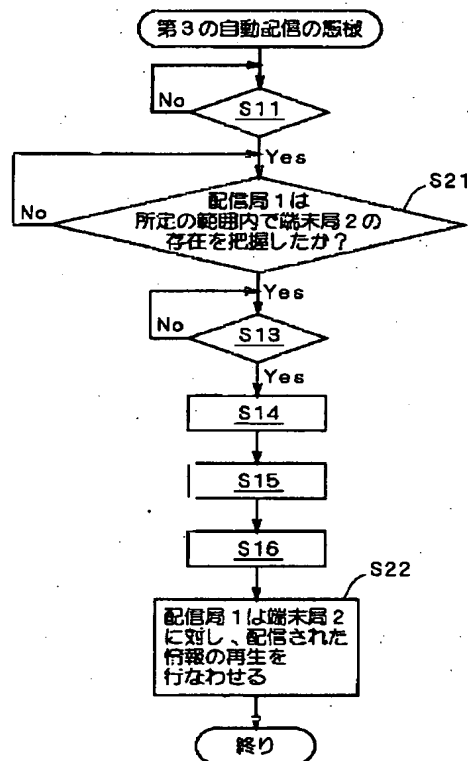 第3の自動配信の態様
No
S11
Yes
S21
No
配信局1は
所定の範囲内で端末局2の
存在を把握したか?
Yes
No
S13
Yes
S14
S15
S16
S22
配信局1は端末局2
に対し、配信された
情報の再生を
行なわせる
終り